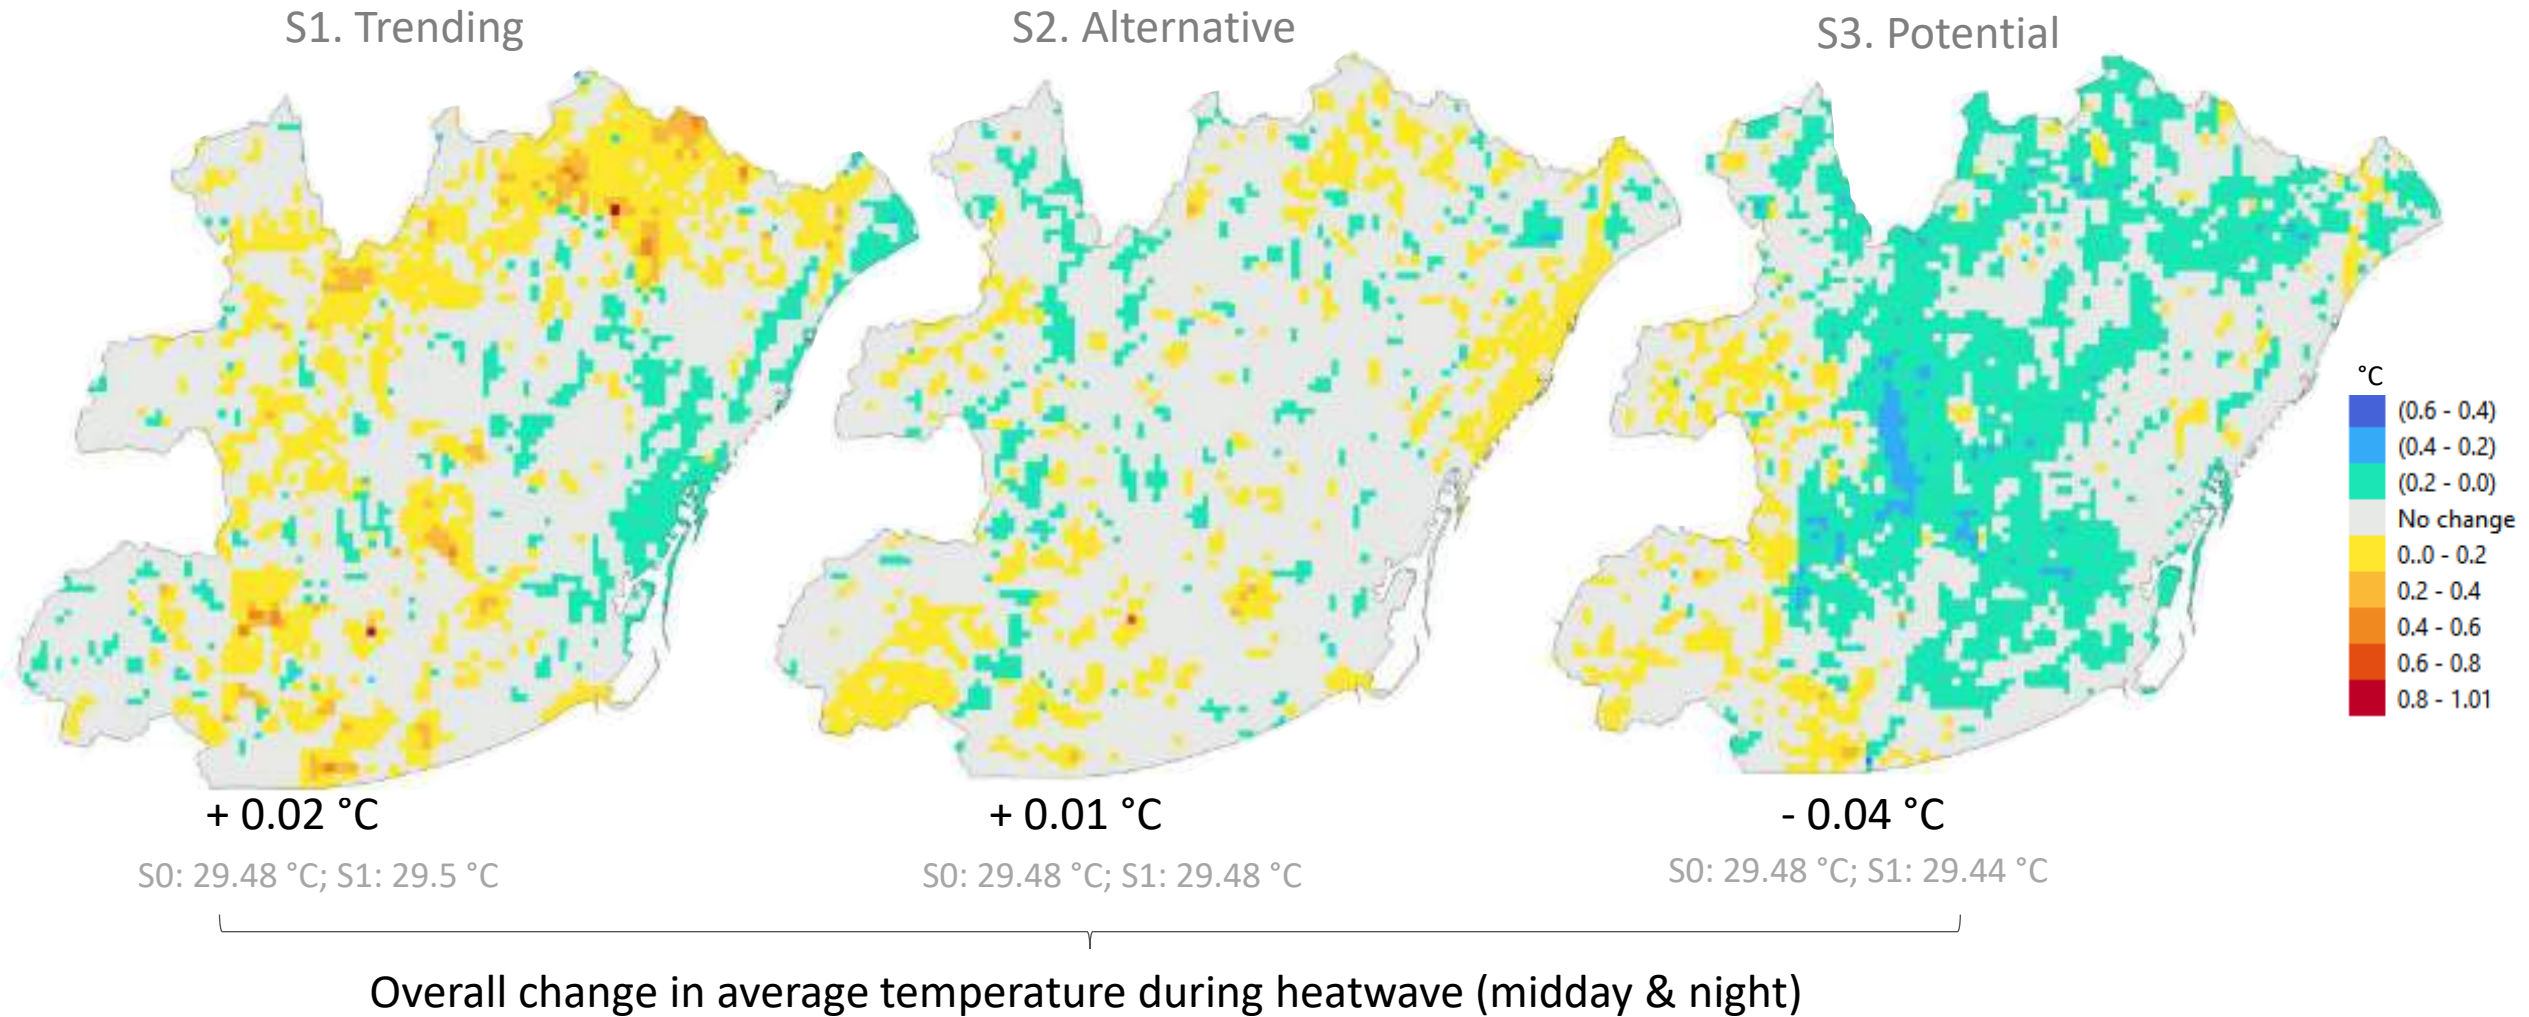 S1. Trending
S2. Alternative
S3. Potential
°C
(0.6 - 0.4)
(0.4 - 0.2)
(0.2 - 0.0)
No change
0..0 - 0.2
0.2 - 0.4
0.4 - 0.6
0.6 - 0.8
0.8 - 1.01
+ 0.02 °C
+ 0.01 °C
- 0.04 °C
S0: 29.48 °C; S1: 29.5 °C
S0: 29.48 °C; S1: 29.48 °C
S0: 29.48 °C; S1: 29.44 °C
Overall change in average temperature during heatwave (midday & night)